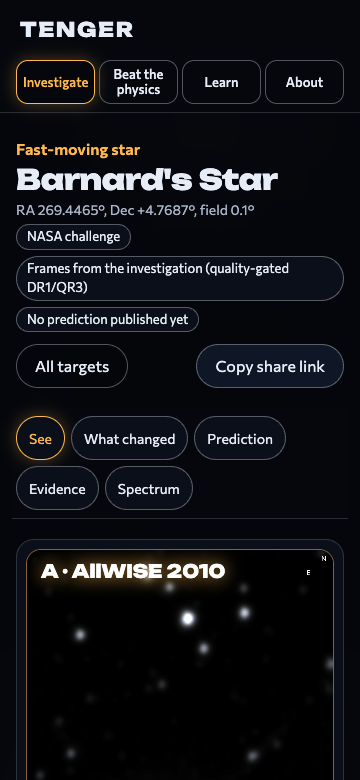 TENGER
Investigate
Beat the
physics
Learn
About
Fast-moving star
Barnard's Star
RA 269.4465°, Dec +4.7687°, field 0.1°
NASA challenge
Frames from the investigation (quality-gated
DR1/QR3)
No prediction published yet
All targets
Copy share link
See
What changed
Prediction
Evidence
Spectrum
A · AllWISE 2010
N
E